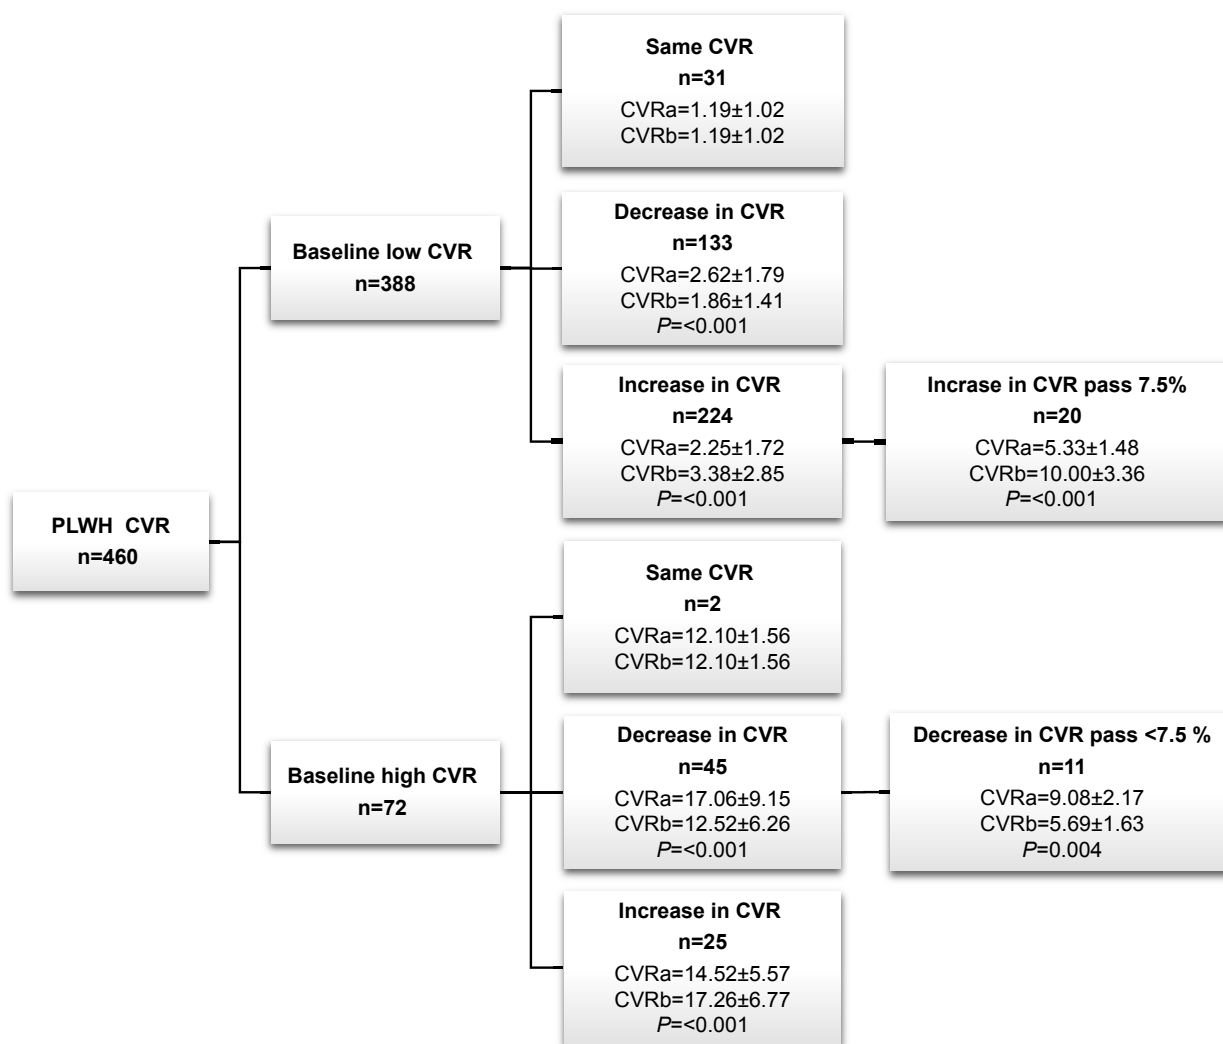 PLWH  CVR
n=460
Baseline low CVR
n=388
Same CVR
n=31
CVRa=1.19±1.02
CVRb=1.19±1.02
Decrease in CVR
n=133
CVRa=2.62±1.79
CVRb=1.86±1.41
P=<0.001
Increase in CVR
n=224
CVRa=2.25±1.72
CVRb=3.38±2.85
P=<0.001
Incrase in CVR pass 7.5%
n=20
CVRa=5.33±1.48
CVRb=10.00±3.36
P=<0.001
Baseline high CVR
n=72
Same CVR
n=2
CVRa=12.10±1.56
CVRb=12.10±1.56
Decrease in CVR
n=45
CVRa=17.06±9.15
CVRb=12.52±6.26
P=<0.001
Decrease in CVR pass <7.5 %
n=11
CVRa=9.08±2.17
CVRb=5.69±1.63
P=0.004
Increase in CVR
n=25
CVRa=14.52±5.57
CVRb=17.26±6.77
P=<0.001